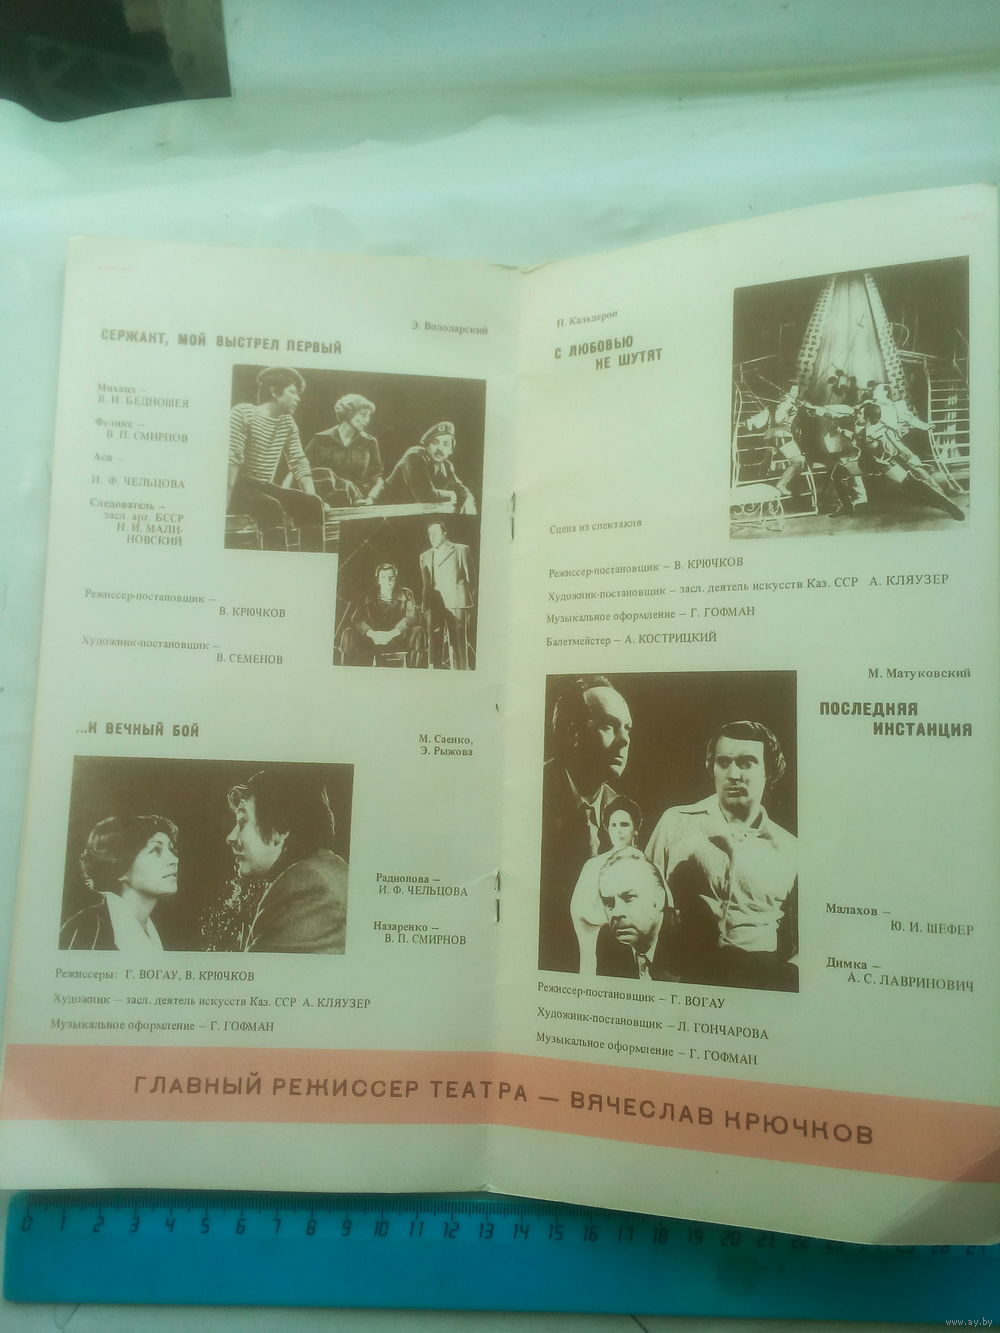 Э. Володарский
СЕРЖАНТ, МОЙ ВЫСТРЕЛ ПЕРВЫЙ
Михаил –
В. Н. БЕДНОШЕЯ
Феликс –
В. П. СМИРНОВ
Ася –
И. Ф. ЧЕЛЬЦОВА
Следователь –
засл. арт. БССР
Н. И. МАЛИ-
НОВСКИЙ
Режиссер-постановщик –
В. КРЮЧКОВ
Художник-постановщик –
В. СЕМЕНОВ
...И ВЕЧНЫЙ БОЙ
М. Саенко,
Э. Рыжова
Радионова –
И. Ф. ЧЕЛЬЦОВА
Назаренко –
В. П. СМИРНОВ
Режиссеры: Г. ВОГАУ, В. КРЮЧКОВ
Художник – засл. деятель искусств Каз. ССР А. КЛЯУЗЕР
Музыкальное оформление – Г. ГОФМАН
П. Кальдерон
С ЛЮБОВЬЮ
НЕ ШУТЯТ
Сцена из спектакля
Режиссер-постановщик – В. КРЮЧКОВ
Художник-постановщик – засл. деятель искусств Каз. ССР А. КЛЯУЗЕР
Музыкальное оформление – Г. ГОФМАН
Балетмейстер – А. КОСТРИЦКИЙ
М. Матуковский
ПОСЛЕДНЯЯ
ИНСТАНЦИЯ
Малахов –
Ю. И. ШЕФЕР
Димка –
А. С. ЛАВРИНОВИЧ
Режиссер-постановщик – Г. ВОГАУ
Художник-постановщик – Л. ГОНЧАРОВА
Музыкальное оформление – Г. ГОФМАН
ГЛАВНЫЙ РЕЖИССЕР ТЕАТРА — ВЯЧЕСЛАВ КРЮЧКОВ
0 1 2 3 4 5 6 7 8 9 10 11 12 13 14 15 16 17 18 19 20 21 22 23
www.ay.by